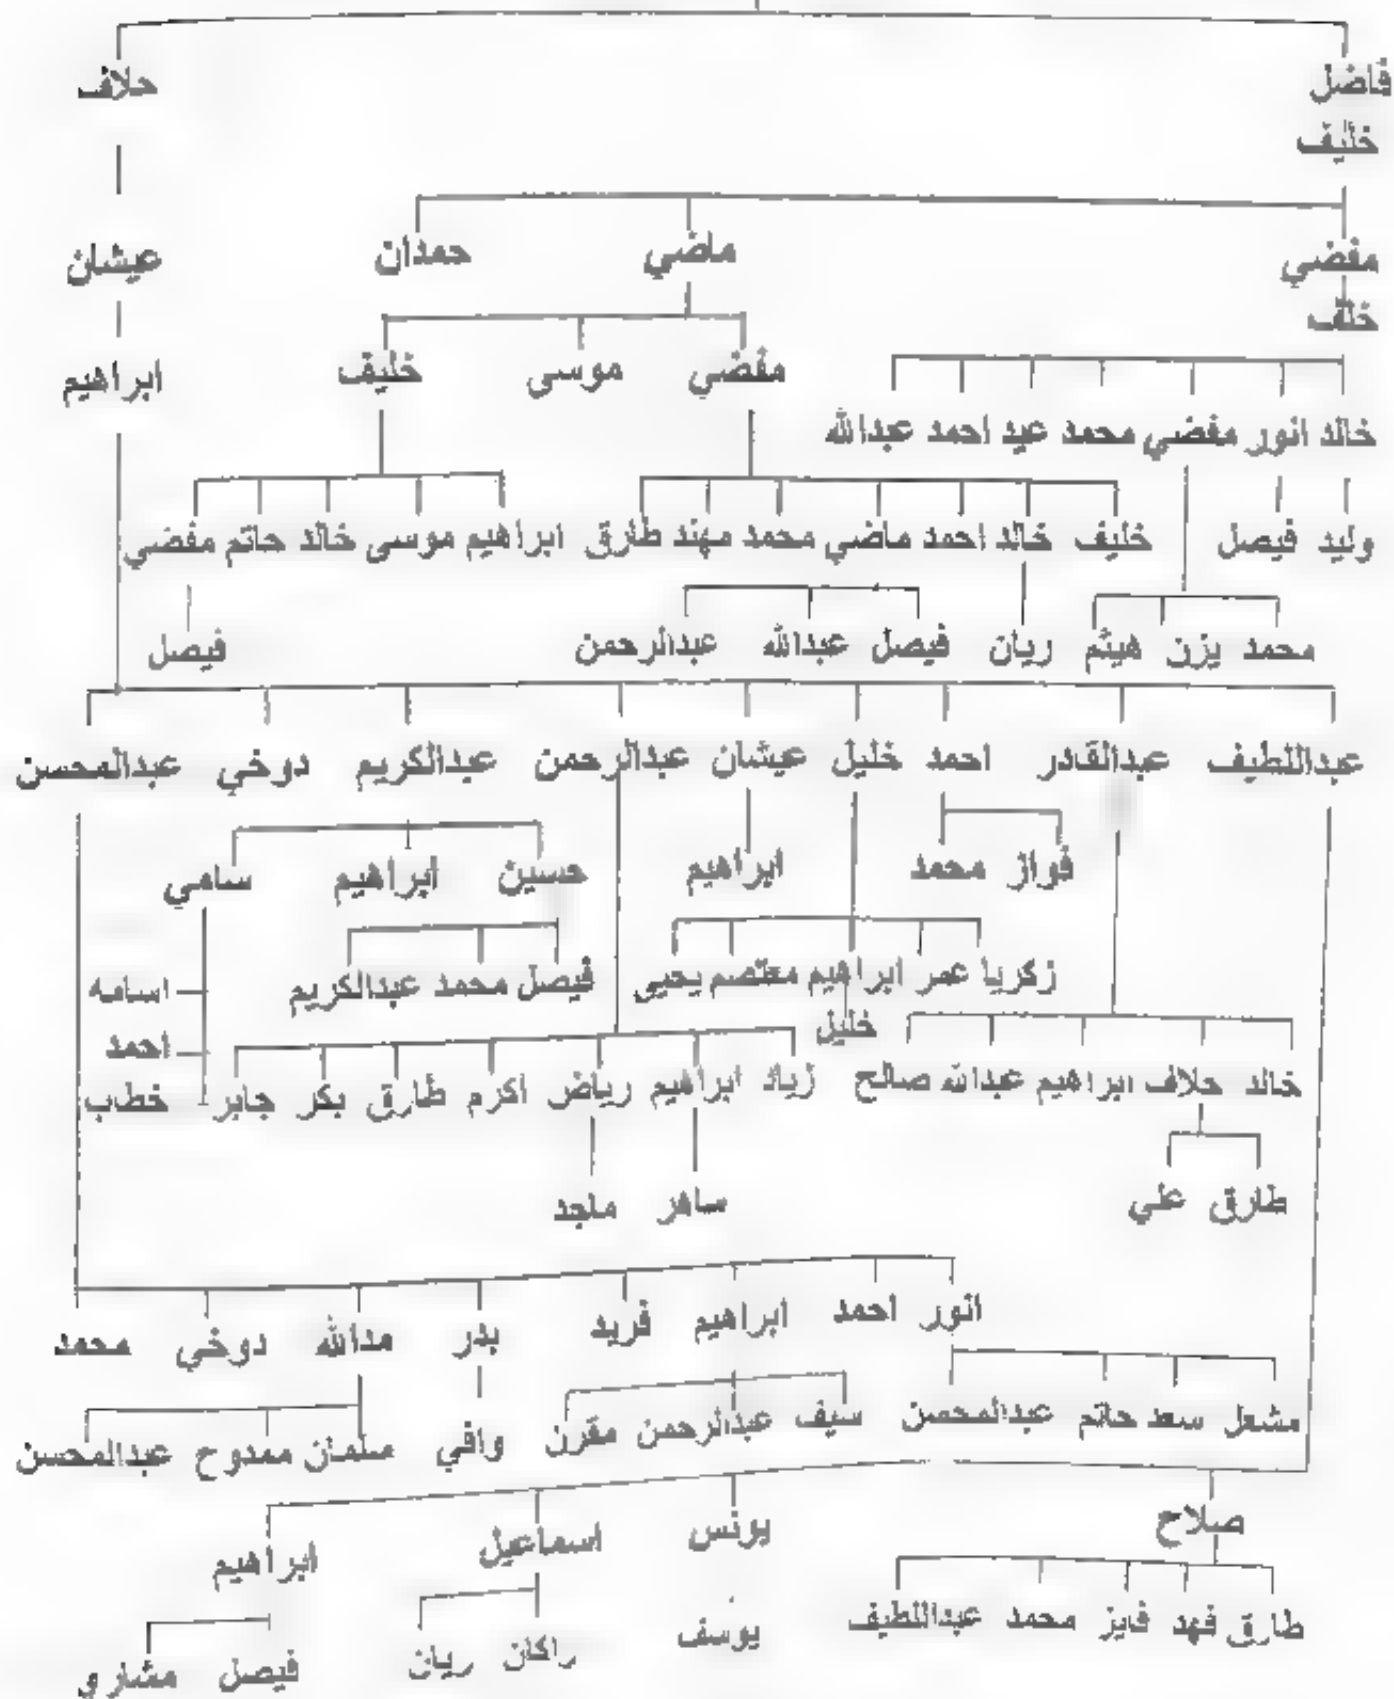 فاضل حلاف
خليف
مفضي ماضي حمدان عيشان
خلف
مفضي موسى خليف ابراهيم
خالد انور مفضي محمد عيد احمد عبدالله
وليد فيصل خليف خالد احمد ماضي محمد مهند طارق ابراهيم موسى خالد حاتم مفضي
محمد يزن هيثم ريان فيصل عبدالله عبدالرحمن فيصل
عبداللطيف عبدالقادر احمد خليل عيشان عبدالرحمن عبدالكريم دوخي عبدالمحسن
فواز محمد ابراهيم حسين ابراهيم سامي
زكريا عمر ابراهيم معتصم يحيى فيصل محمد عبدالكريم اسامه
خليل احمد
خالد حلاف ابراهيم عبدالله صالح زياد ابراهيم رياض اكرم طارق بكر جابر خطاب
طارق علي ساهر ماجد
انور احمد ابراهيم فريد بدر مدالله دوخي محمد
مشعل سعد حاتم عبدالمحسن سيف عبدالرحمن مقرن وافي سلمان ممدوح عبدالمحسن
صلاح يونس اسماعيل ابراهيم
طارق فهد فايز محمد عبداللطيف يوسف راكان ريان فيصل مشاري